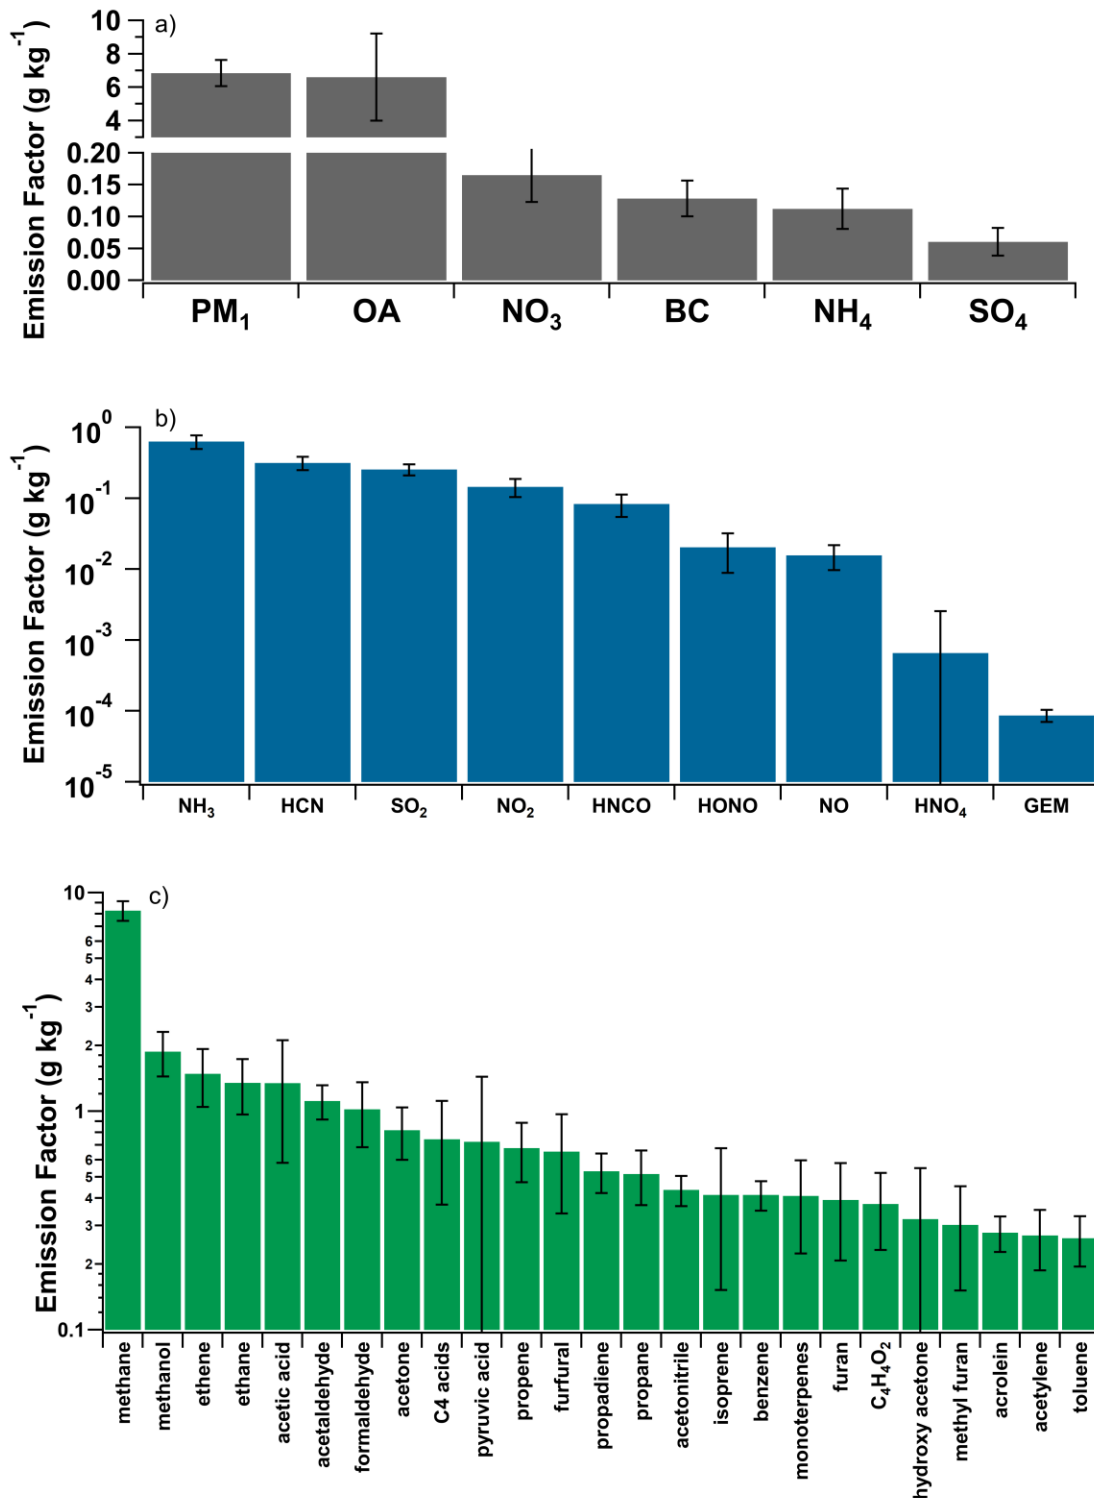 a)
Emission Factor (g kg⁻¹)
10
8
6
4
0.20
0.15
0.10
0.05
0.00
PM₁ OA NO₃ BC NH₄ SO₄
b)
Emission Factor (g kg⁻¹)
10⁰
10⁻¹
10⁻²
10⁻³
10⁻⁴
10⁻⁵
NH₃ HCN SO₂ NO₂ HNCO HONO NO HNO₄ GEM
c)
Emission Factor (g kg⁻¹)
10
6
5
4
3
2
1
6
5
4
3
2
0.1
methane
methanol
ethene
ethane
acetic acid
acetaldehyde
formaldehyde
acetone
C4 acids
pyruvic acid
propene
furfural
propadiene
propane
acetonitrile
isoprene
benzene
monoterpenes
furan
C₄H₄O₂
hydroxy acetone
methyl furan
acrolein
acetylene
toluene